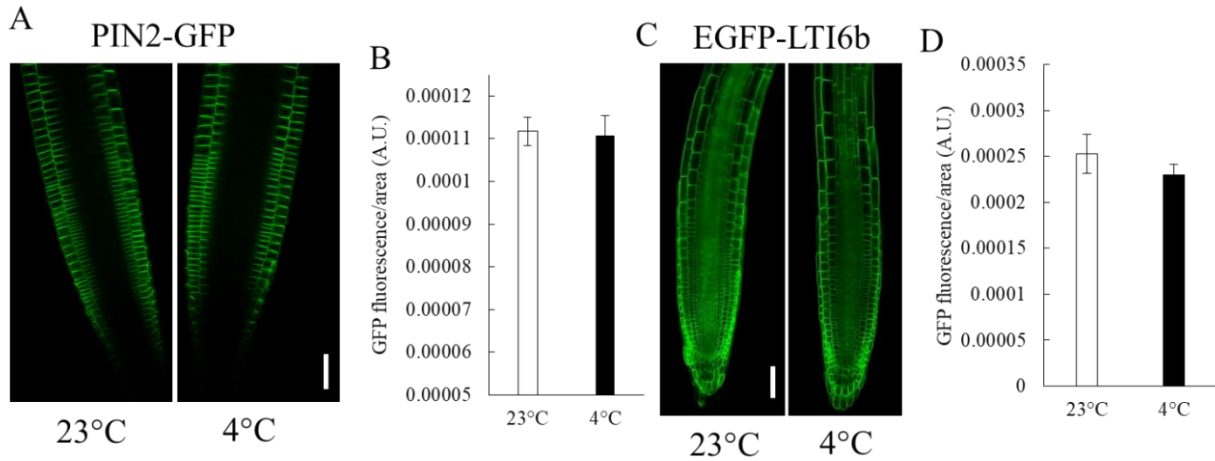 A
PIN2-GFP
23°C
4°C
B
GFP fluorescence/area (A.U.)
0.00012
0.00011
0.0001
0.00009
0.00008
0.00007
0.00006
0.00005
23°C
4°C
C
EGFP-LTI6b
23°C
4°C
D
GFP fluorescence/area (A.U.)
0.00035
0.0003
0.00025
0.0002
0.00015
0.0001
0.00005
0
23°C
4°C